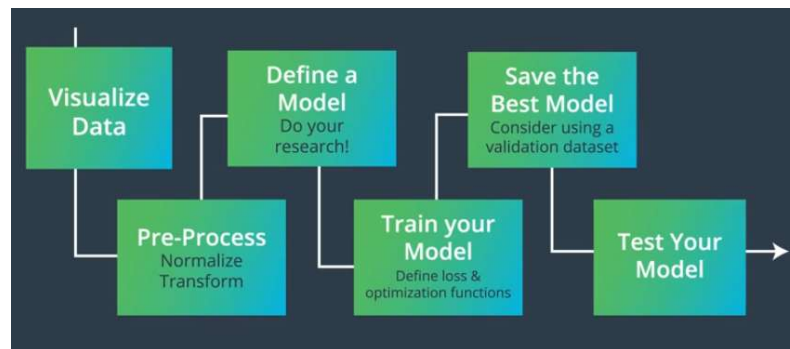 Visualize
Data
Pre-Process
Normalize
Transform
Define a
Model
Do your
research!
Train your
Model
Define loss &
optimization functions
Save the
Best Model
Consider using a
validation dataset
Test Your
Model